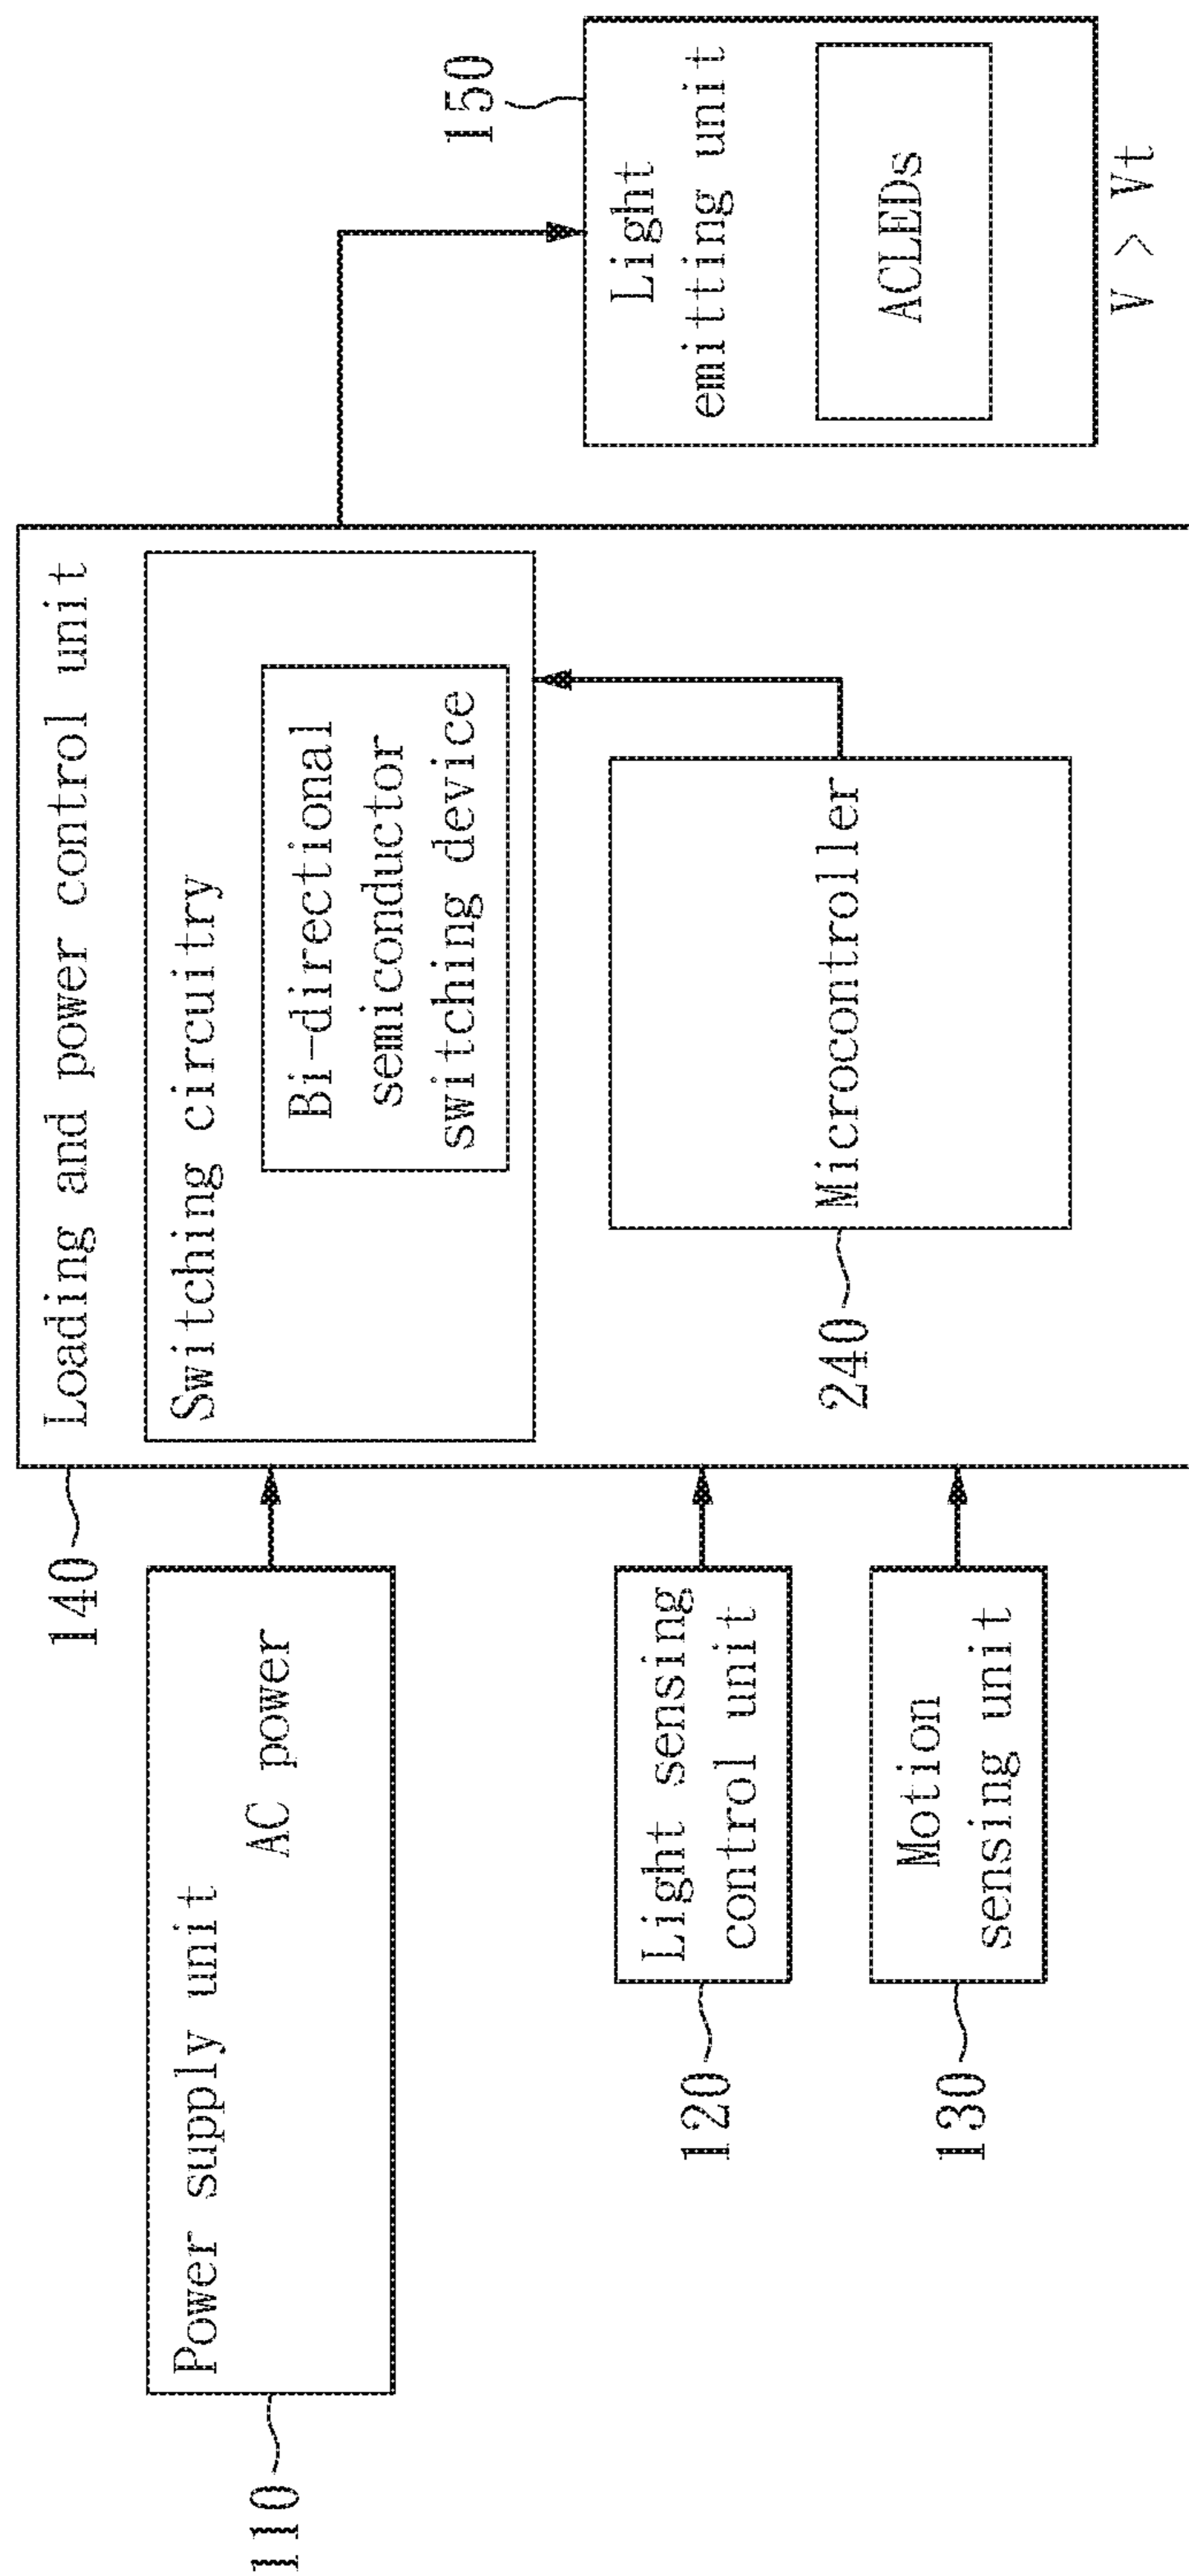 110
Power supply unit
AC power
120
Light sensing
control unit
130
Motion
sensing unit
140
Loading and power control unit
Switching circuitry
Bi-directional
semiconductor
switching device
240
Microcontroller
150
Light
emitting unit
ACLEDs
V > Vt